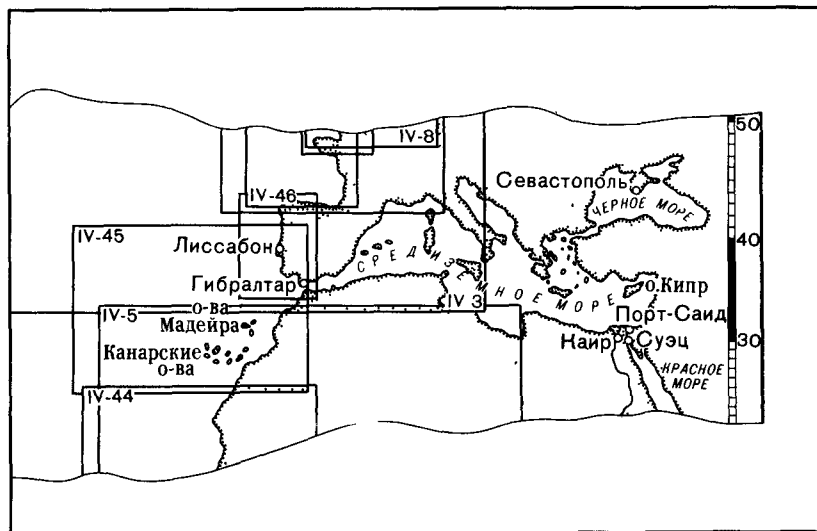 50
IV-8
Севастополь
IV-46
ЧЕРНОЕ МОРЕ
IV-45
40
Лиссабон
СРЕДИЗЕМНОЕ МОРЕ
Гибралтар
о.Кипр
IV-5
о-ва
Мадейра
IV 3
Порт-Саид
Каир
Суэц
30
Канарские
о-ва
КРАСНОЕ
МОРЕ
IV-44